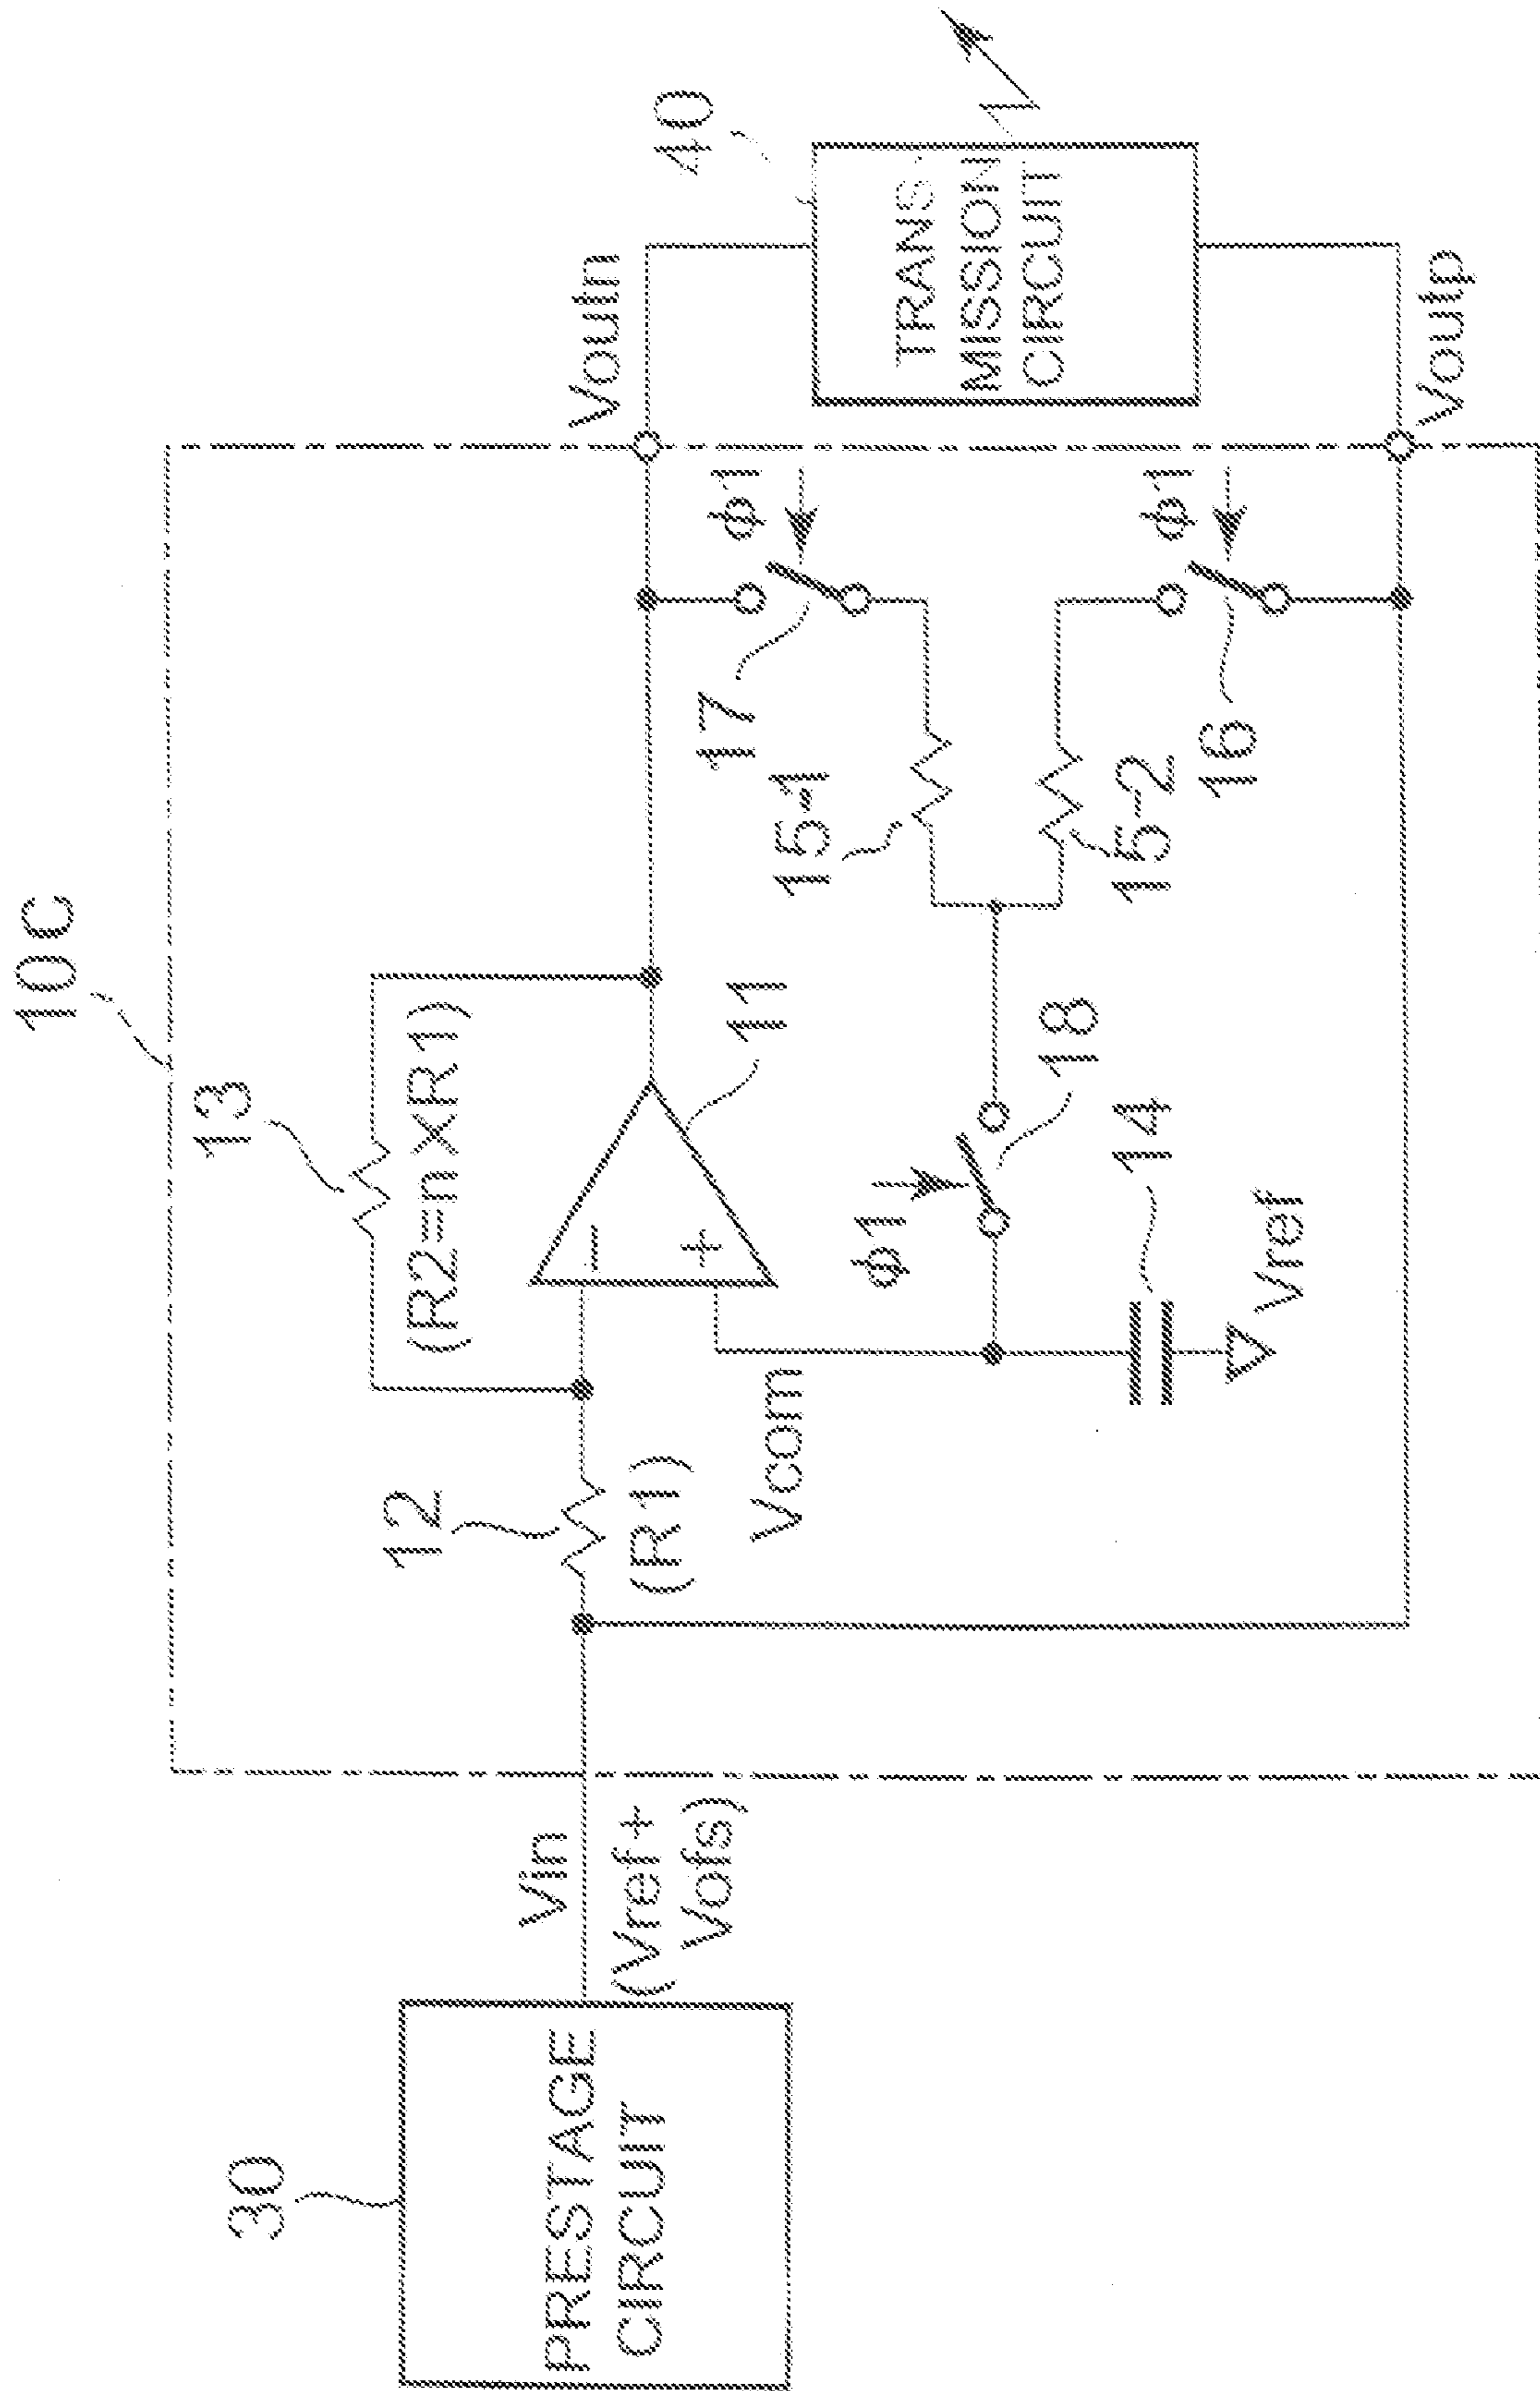 10C
13
(R2=n×R1)
12
(R1)
11
Vcom
φ1
18
14
Vref
15-1
15-2
17
φ1
16
φ1
Voutn
Voutp
40
TRANS-
MISSION
CIRCUIT
30
PRESTAGE
CIRCUIT
Vin
(Vref+
Vofs)
−
+